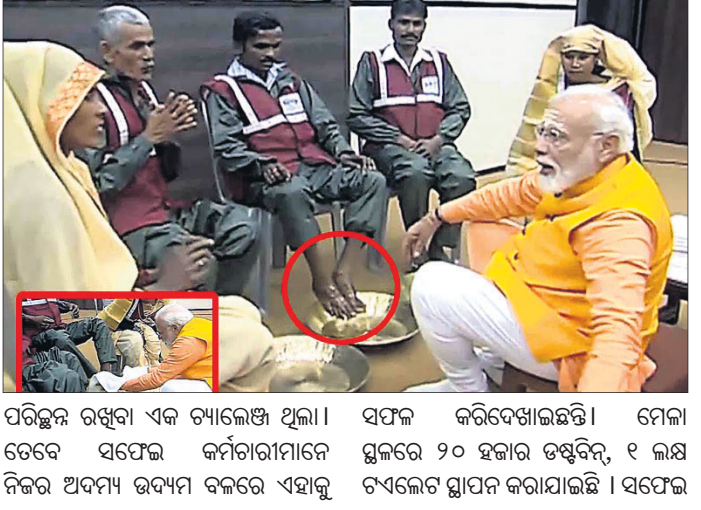 ପରିଚ୍ଛନ୍ନ ରଖିବା ଏକ ଚ୍ୟାଲେଞ୍ଜ ଥିଲା।
ତେବେ ସଫେଇ କର୍ମଚାରୀମାନେ
ନିଜର ଅଦମ୍ୟ ଉଦ୍ୟମ ବଳରେ ଏହାକୁ
ସଫଳ କରିଦେଖାଇଛନ୍ତି। ମେଳା
ସ୍ଥଳରେ ୨୦ ହଜାର ଡଷ୍ଟବିନ୍, ୧ ଲକ୍ଷ
ଟଏଲେଟ ସ୍ଥାପନ କରାଯାଇଛି । ସଫେଇ